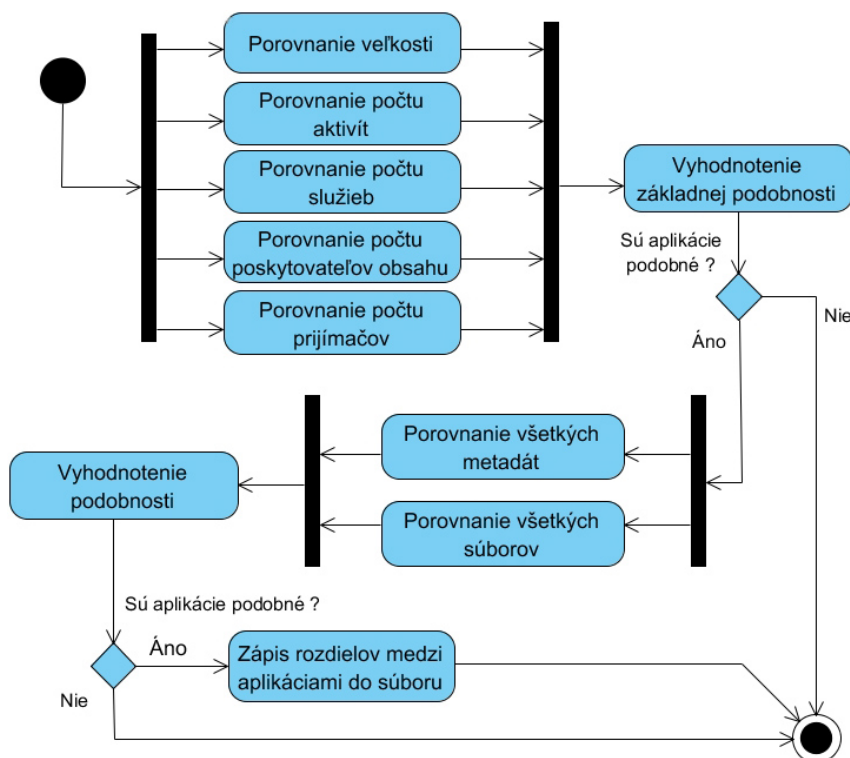 Porovnanie veľkosti
Porovnanie počtu
aktivít
Porovnanie počtu
služieb
Porovnanie počtu
poskytovateľov obsahu
Porovnanie počtu
prijímačov
Vyhodnotenie
základnej podobnosti
Sú aplikácie
podobné ?
Nie
Áno
Porovnanie všetkých
metadát
Porovnanie všetkých
súborov
Vyhodnotenie
podobnosti
Sú aplikácie podobné ?
Áno
Nie
Zápis rozdielov medzi
aplikáciami do súboru